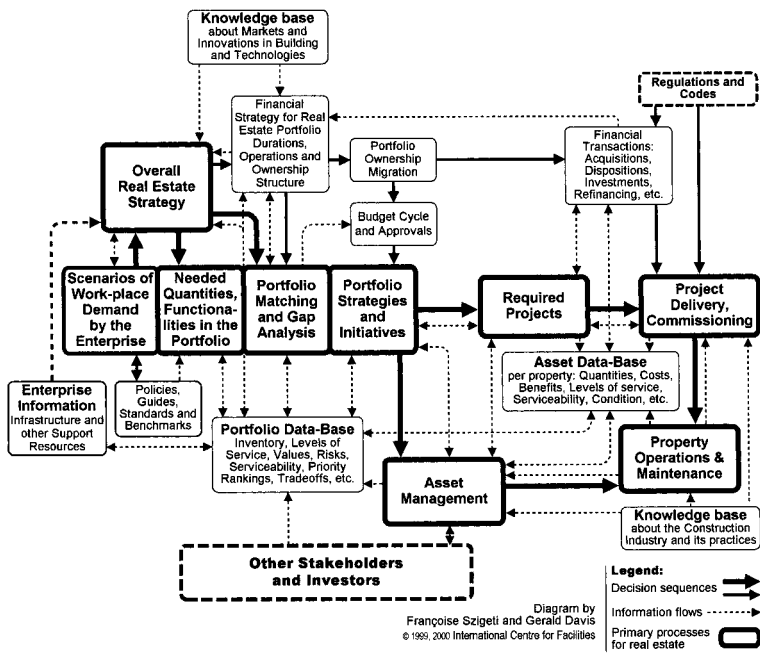 Knowledge base
about Markets and
Innovations in Building
and Technologies
Regulations and
Codes
Financial
Strategy for Real
Estate Portfolio
Durations,
Operations and
Ownership
Structure
Portfolio
Ownership
Migration
Financial
Transactions:
Acquisitions,
Dispositions,
Investments,
Refinancing, etc.
Overall
Real Estate
Strategy
Budget Cycle
and Approvals
Scenarios of
Work-place
Demand
by the
Enterprise
Needed
Quantities,
Functiona-
lities in the
Portfolio
Portfolio
Matching
and Gap
Analysis
Portfolio
Strategies
and
Initiatives
Required
Projects
Project
Delivery,
Commissioning
Asset Data-Base
per property: Quantities, Costs,
Benefits, Levels of service,
Serviceability, Condition, etc.
Enterprise
Information
Infrastructure and
other Support
Resources
Policies,
Guides,
Standards and
Benchmarks
Portfolio Data-Base
Inventory, Levels of
Service, Values, Risks,
Serviceability, Priority
Rankings, Tradeoffs, etc.
Asset
Management
Property
Operations &
Maintenance
Knowledge base
about the Construction
Industry and its practices
Other Stakeholders
and Investors
Diagram by
Françoise Szigeti and Gerald Davis
© 1999, 2000 International Centre for Facilities
Legend:
Decision sequences
Information flows
Primary processes
for real estate